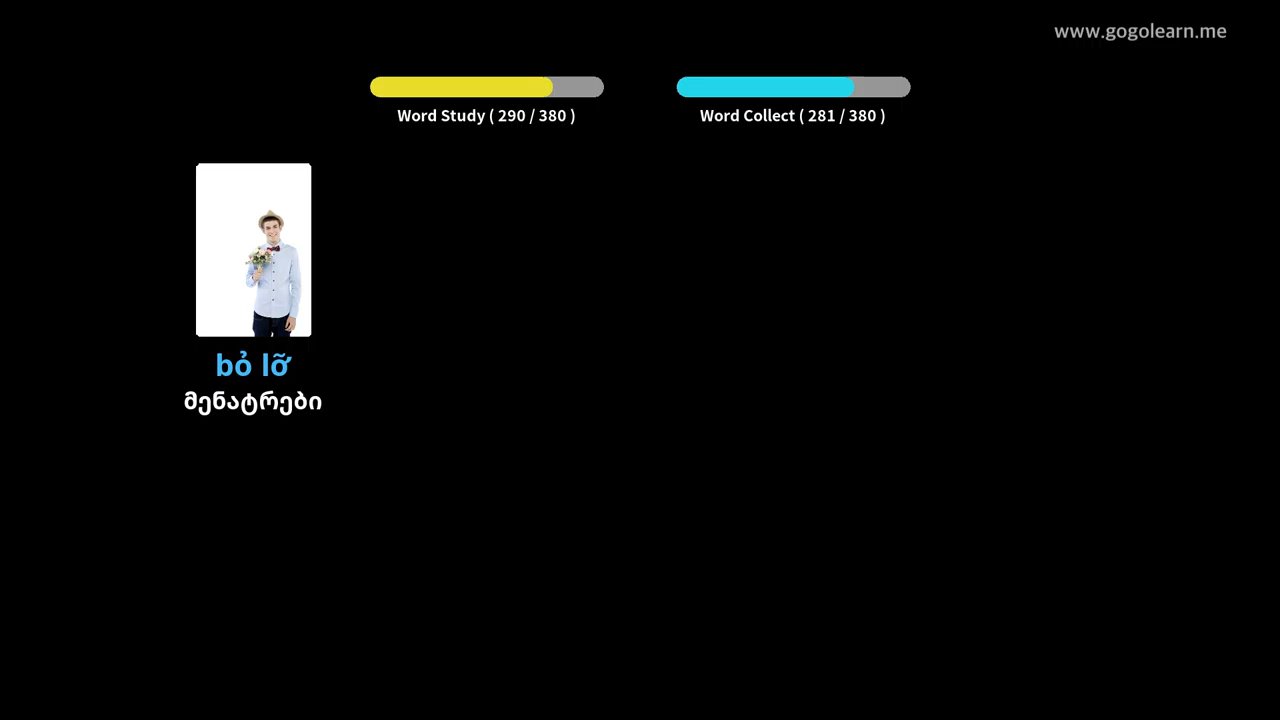 www.gogolearn.me
Word Study ( 290 / 380 )
Word Collect ( 281 / 380 )
bỏ lỡ
მენატრები